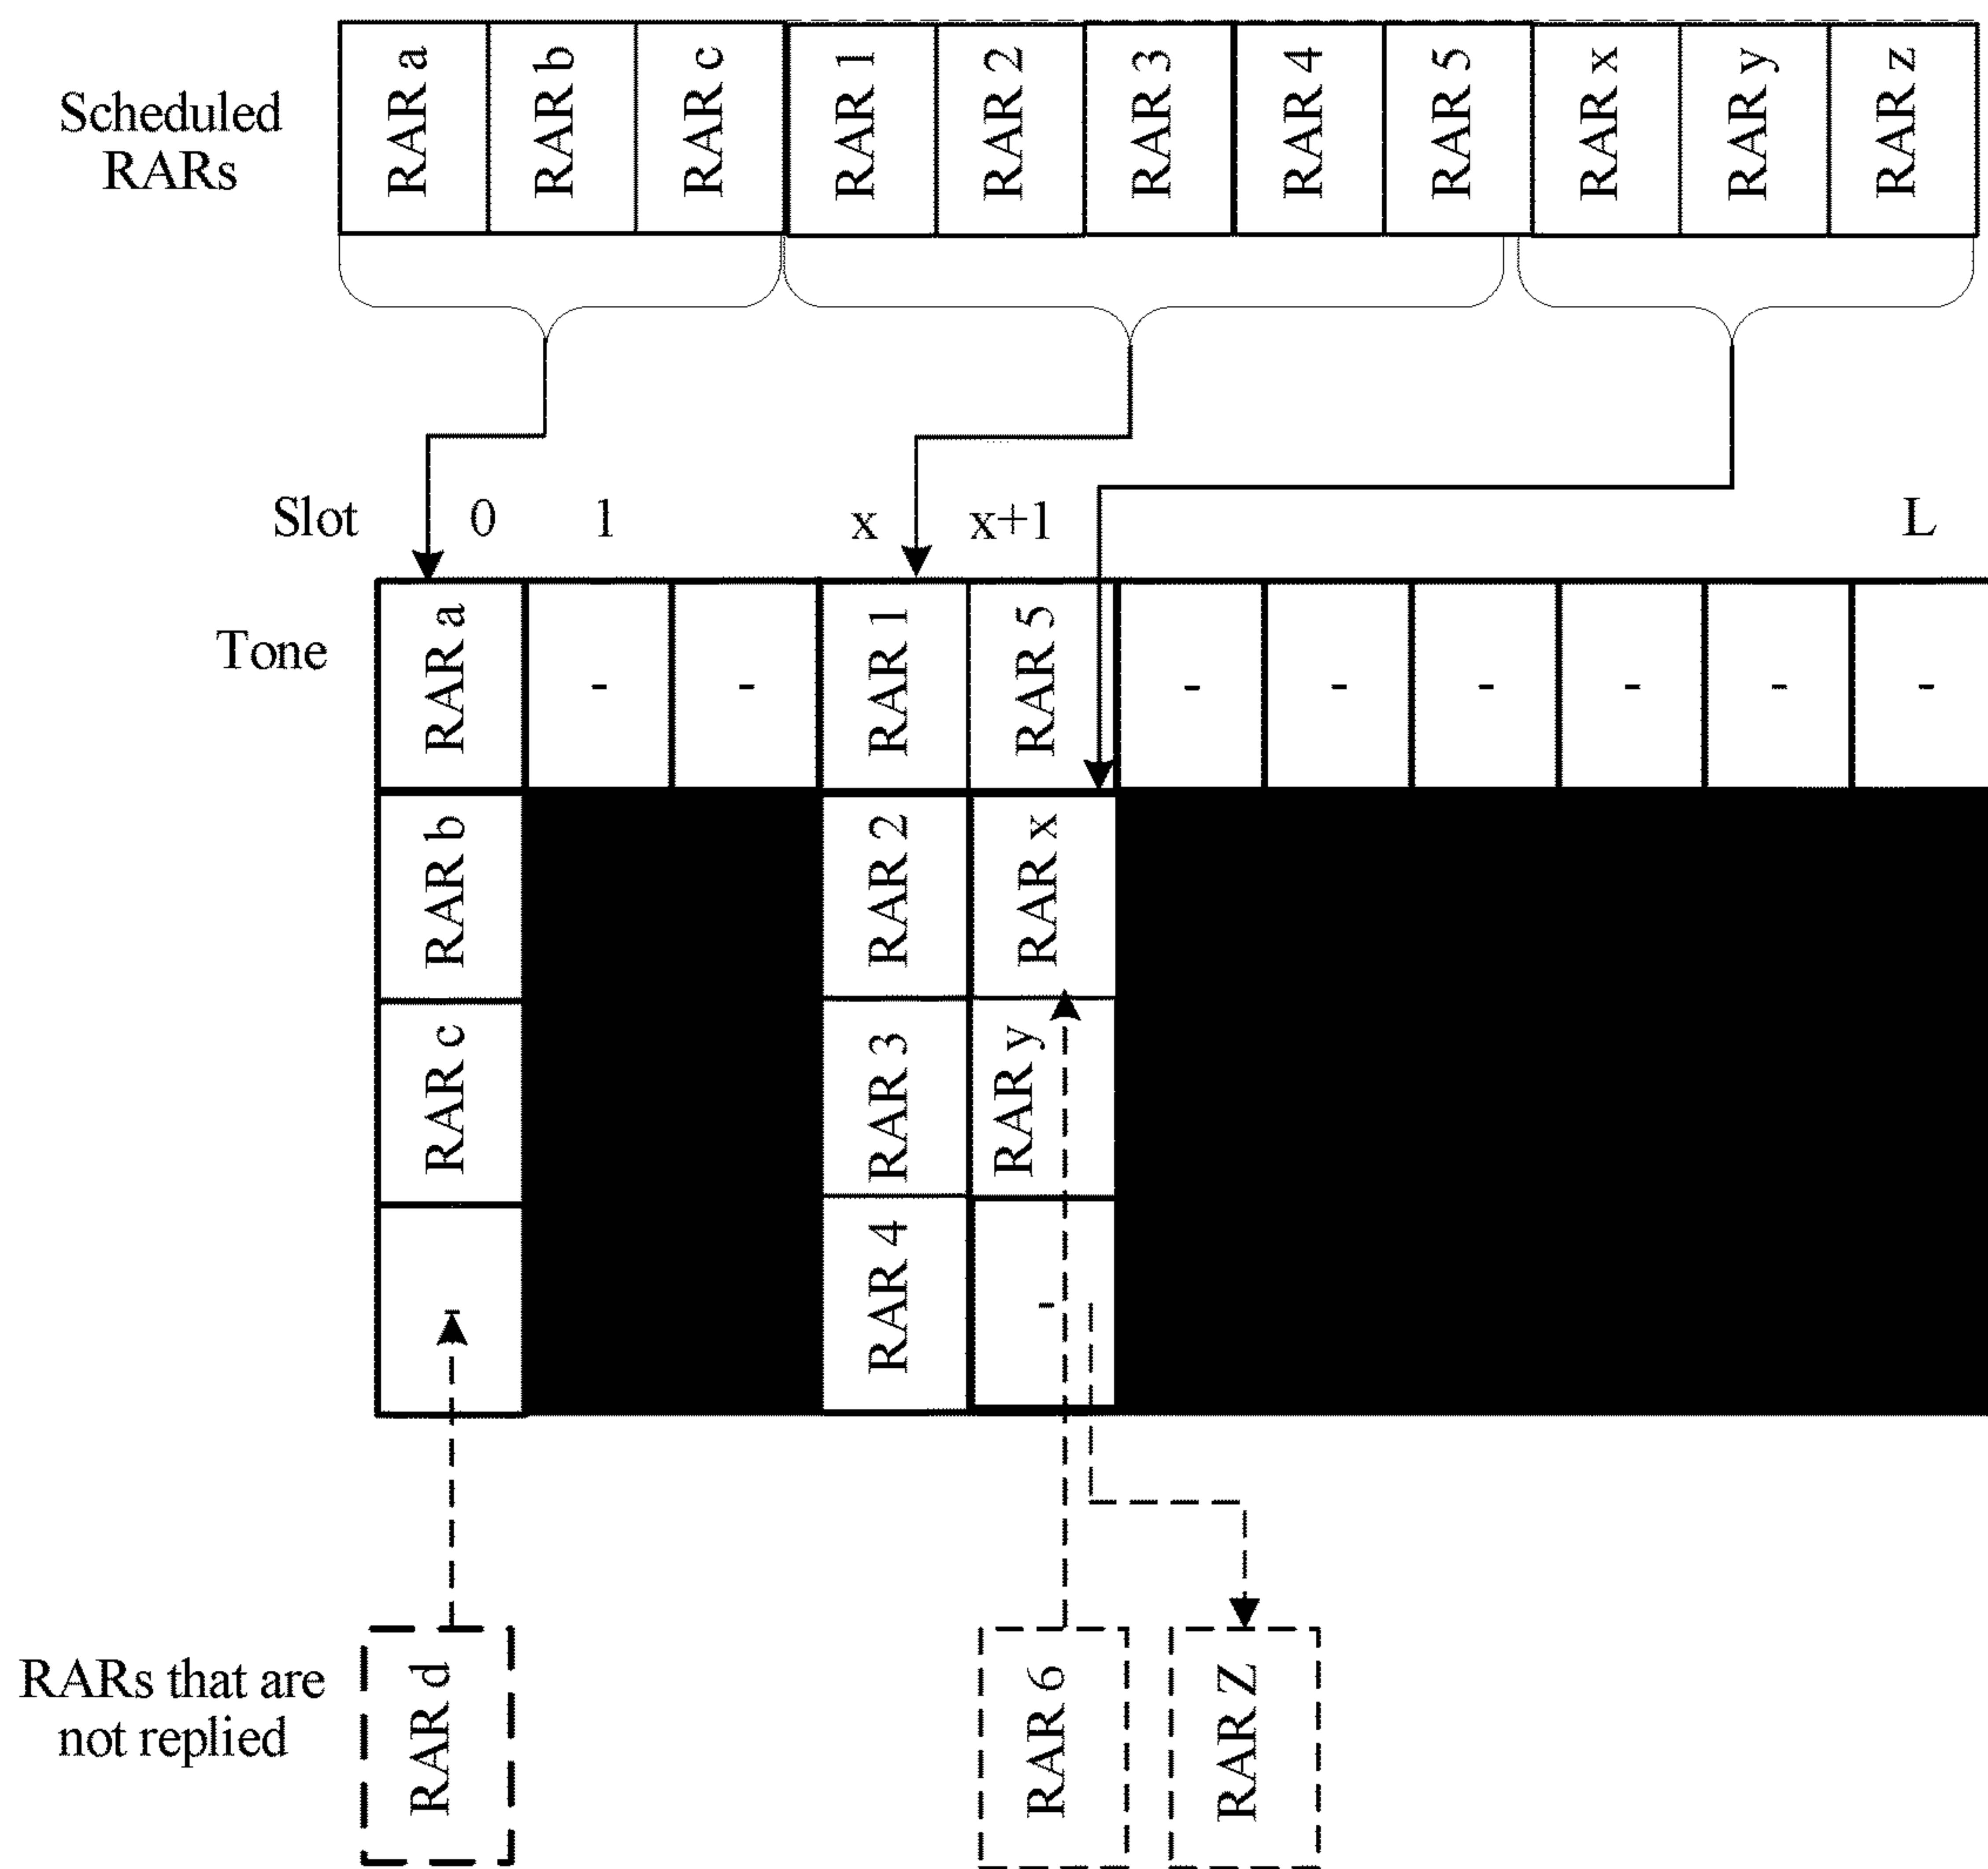 Scheduled
RARs
RAR a
RAR b
RAR c
RAR 1
RAR 2
RAR 3
RAR 4
RAR 5
RAR x
RAR y
RAR z
Slot
0
1
x
x+1
L
Tone
RAR a
-
-
RAR 1
RAR 5
-
-
-
-
-
-
RAR b
RAR 2
RAR x
RAR c
RAR 3
RAR y
-
RAR 4
-
RARs that are
not replied
RAR d
RAR 6
RAR Z